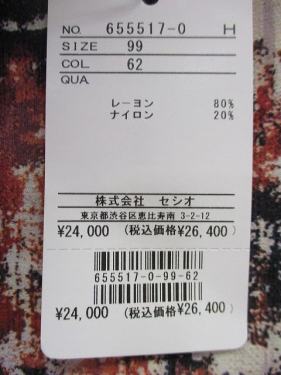 NO. 655517-0 H
SIZE 99
COL 62
QUA.
レーヨン 80%
ナイロン 20%
株式会社 セシオ
東京都渋谷区恵比寿南 3-2-12
¥24,000 (税込価格¥26,400)
655517-0-99-62
¥24,000 (税込価格¥26,400)